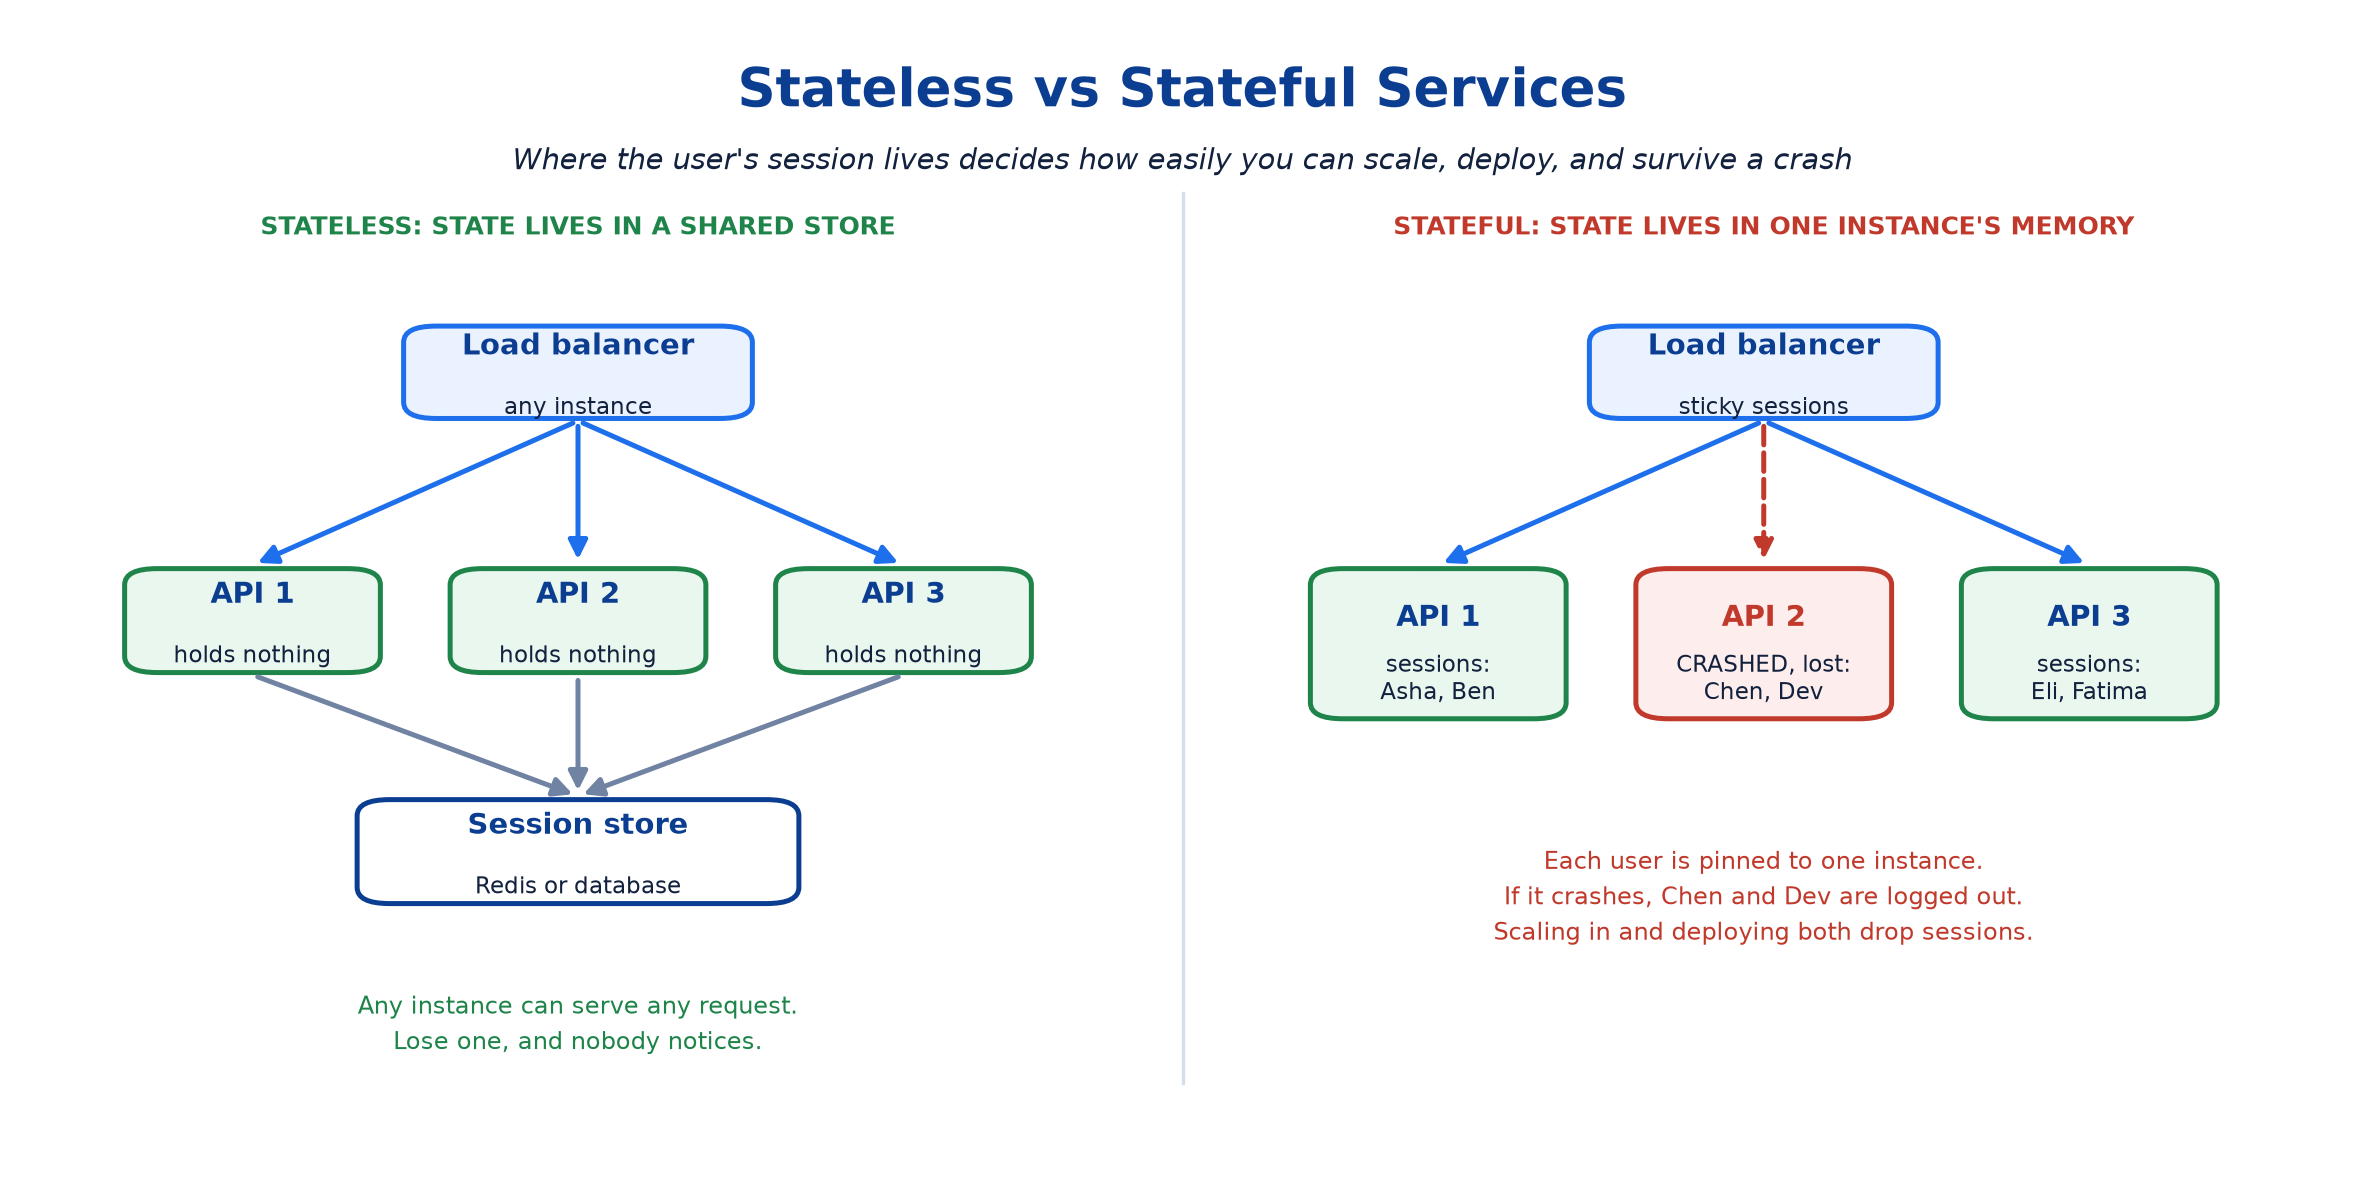 Stateless vs Stateful Services
Where the user's session lives decides how easily you can scale, deploy, and survive a crash
STATELESS: STATE LIVES IN A SHARED STORE
Load balancer
any instance
API 1
holds nothing
API 2
holds nothing
API 3
holds nothing
Session store
Redis or database
Any instance can serve any request.
Lose one, and nobody notices.
STATEFUL: STATE LIVES IN ONE INSTANCE'S MEMORY
Load balancer
sticky sessions
API 1
sessions:
Asha, Ben
API 2
CRASHED, lost:
Chen, Dev
API 3
sessions:
Eli, Fatima
Each user is pinned to one instance.
If it crashes, Chen and Dev are logged out.
Scaling in and deploying both drop sessions.